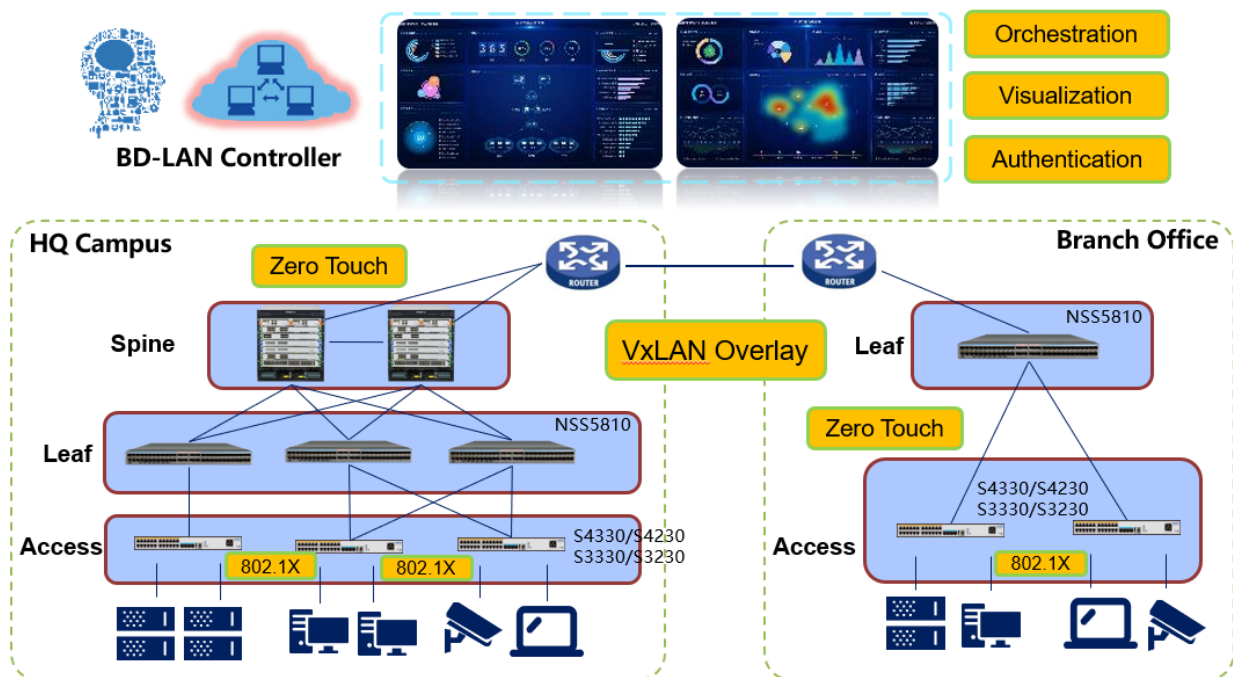 Orchestration
Visualization
Authentication
BD-LAN Controller
HQ Campus
Zero Touch
ROUTER
Spine
Leaf
NSS5810
Access
S4330/S4230
S3330/S3230
802.1X
802.1X
VxLAN Overlay
Branch Office
ROUTER
Leaf
NSS5810
Zero Touch
S4330/S4230
S3330/S3230
Access
802.1X